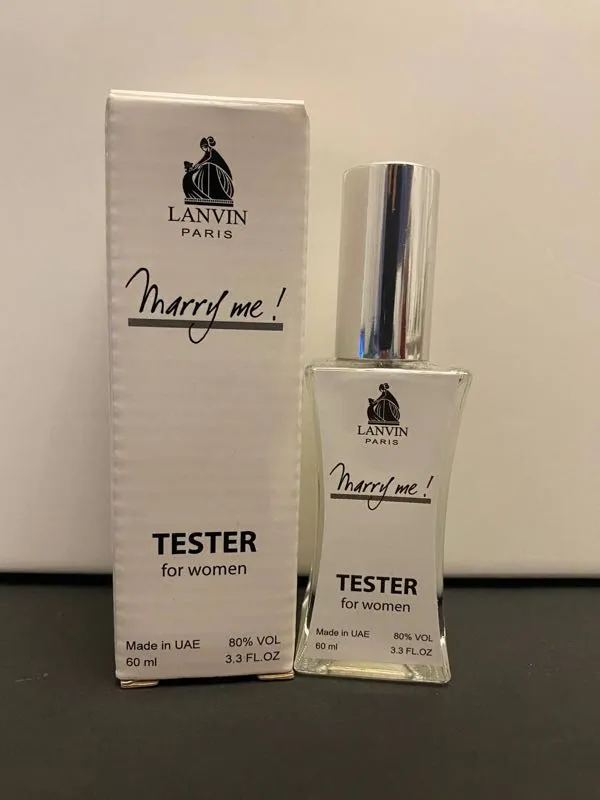 LANVIN
PARIS
Marry me!
TESTER
for women
Made in UAE 80% VOL
60 ml 3.3 FL.OZ
LANVIN
PARIS
Marry me!
TESTER
for women
Made in UAE 80% VOL
60 ml 3.3 FL.OZ